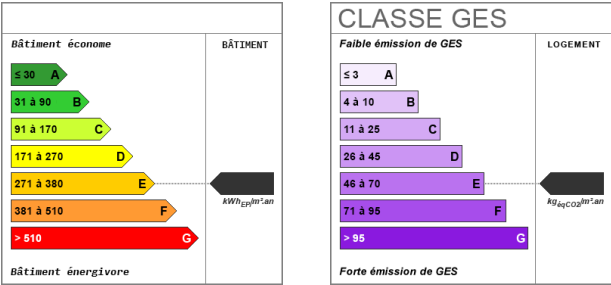 Bâtiment économe
BÂTIMENT
≤ 30 A
31 à 90 B
91 à 170 C
171 à 270 D
271 à 380 E
381 à 510 F
> 510 G
kWhEP/m².an
Bâtiment énergivore
CLASSE GES
Faible émission de GES
LOGEMENT
≤ 3 A
4 à 10 B
11 à 25 C
26 à 45 D
46 à 70 E
71 à 95 F
> 95 G
kgéqCO2/m².an
Forte émission de GES